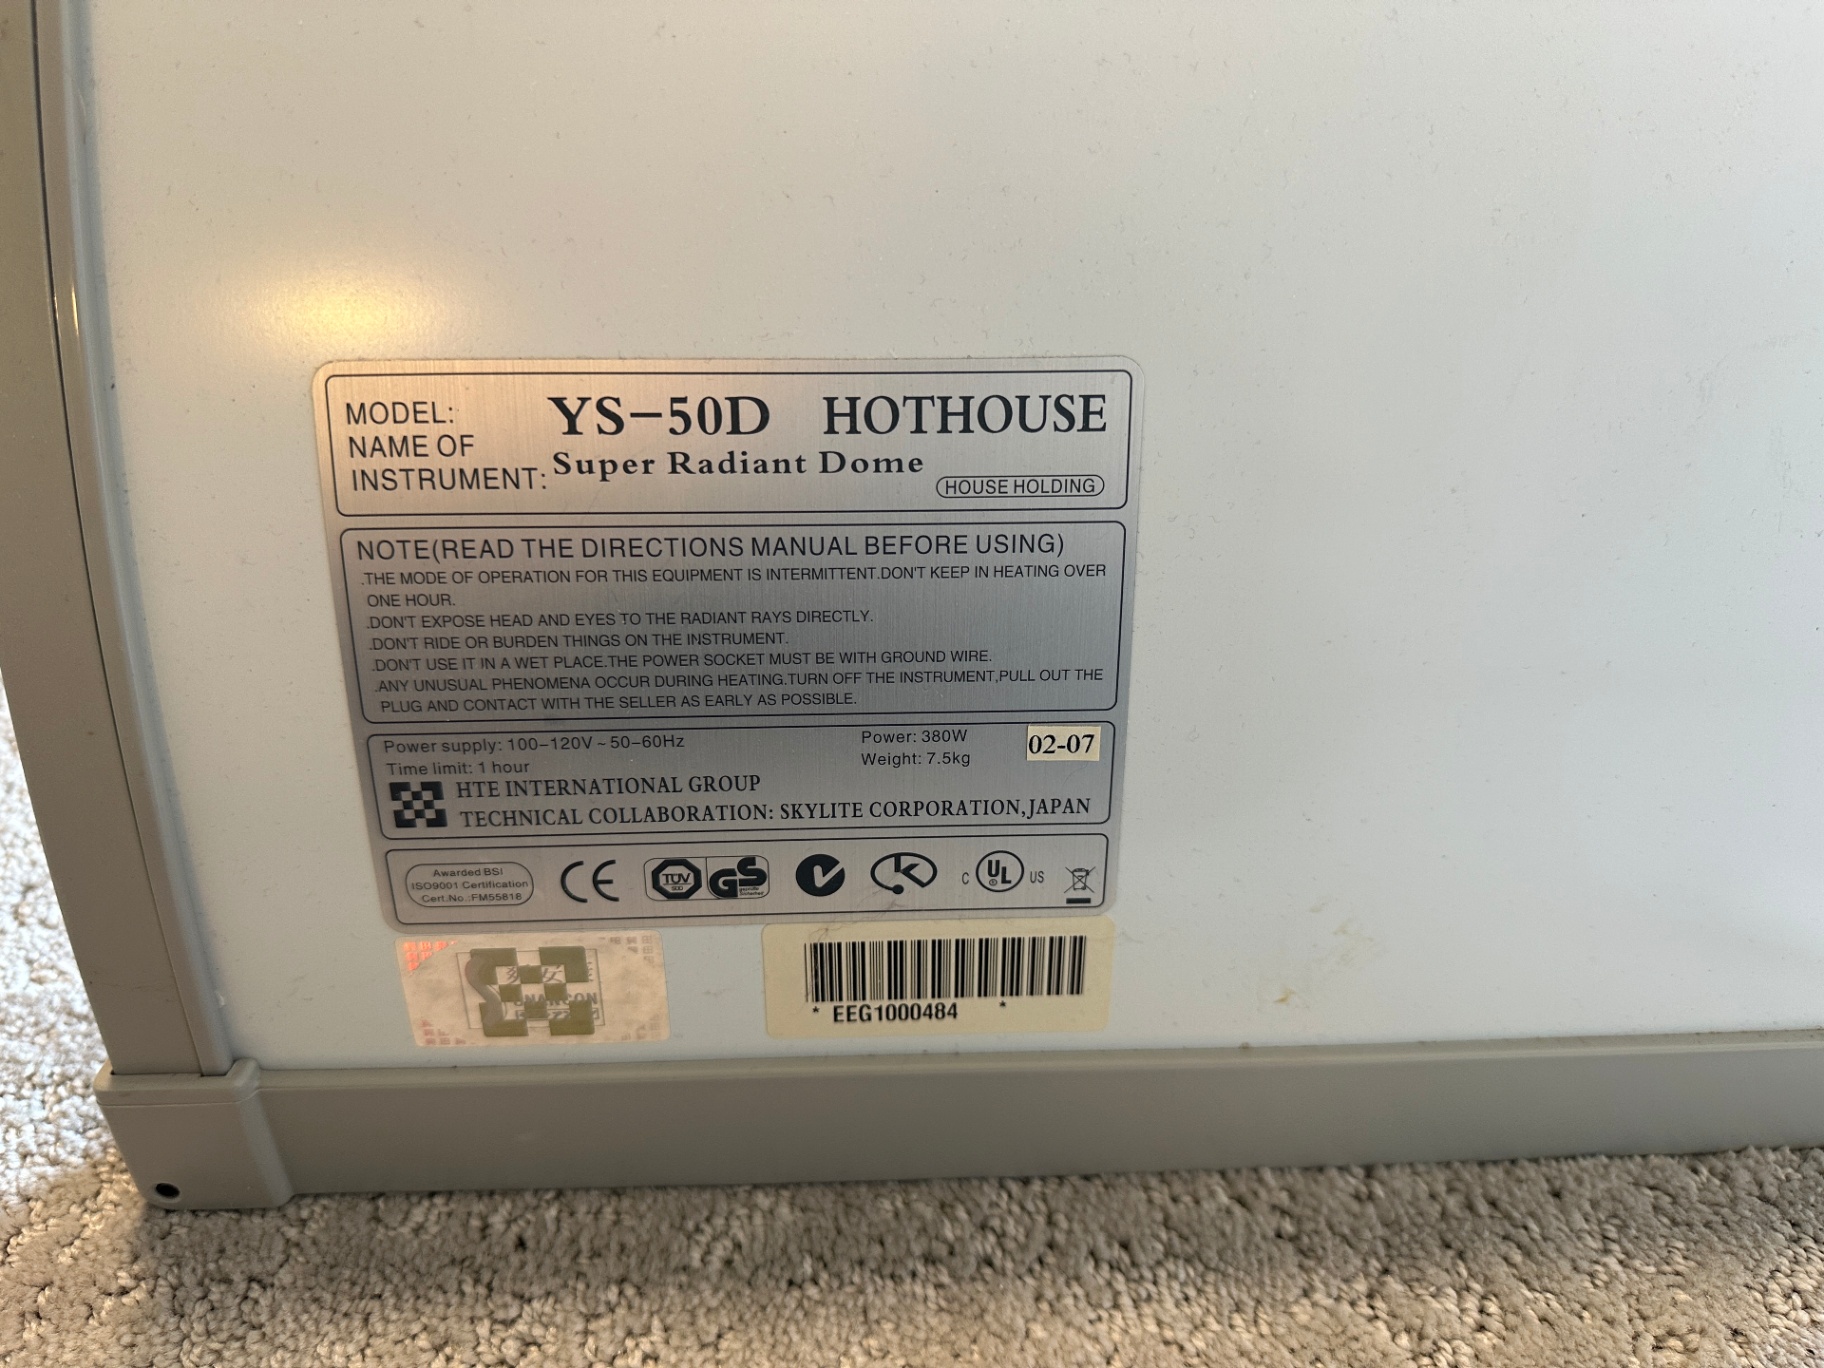 MODEL: YS-50D HOTHOUSE
NAME OF
INSTRUMENT: Super Radiant Dome
HOUSE HOLDING
NOTE(READ THE DIRECTIONS MANUAL BEFORE USING)
.THE MODE OF OPERATION FOR THIS EQUIPMENT IS INTERMITTENT.DON'T KEEP IN HEATING OVER
ONE HOUR.
.DON'T EXPOSE HEAD AND EYES TO THE RADIANT RAYS DIRECTLY.
.DON'T RIDE OR BURDEN THINGS ON THE INSTRUMENT.
.DON'T USE IT IN A WET PLACE.THE POWER SOCKET MUST BE WITH GROUND WIRE.
.ANY UNUSUAL PHENOMENA OCCUR DURING HEATING.TURN OFF THE INSTRUMENT,PULL OUT THE
PLUG AND CONTACT WITH THE SELLER AS EARLY AS POSSIBLE.
Power supply: 100-120V ~ 50-60Hz Power: 380W 02-07
Time limit: 1 hour Weight: 7.5kg
HTE INTERNATIONAL GROUP
TECHNICAL COLLABORATION: SKYLITE CORPORATION,JAPAN
Awarded BSI
ISO9001 Certification
Cert.No.:FM55818
CE TÜV GS K C UL US
* EEG1000484 *